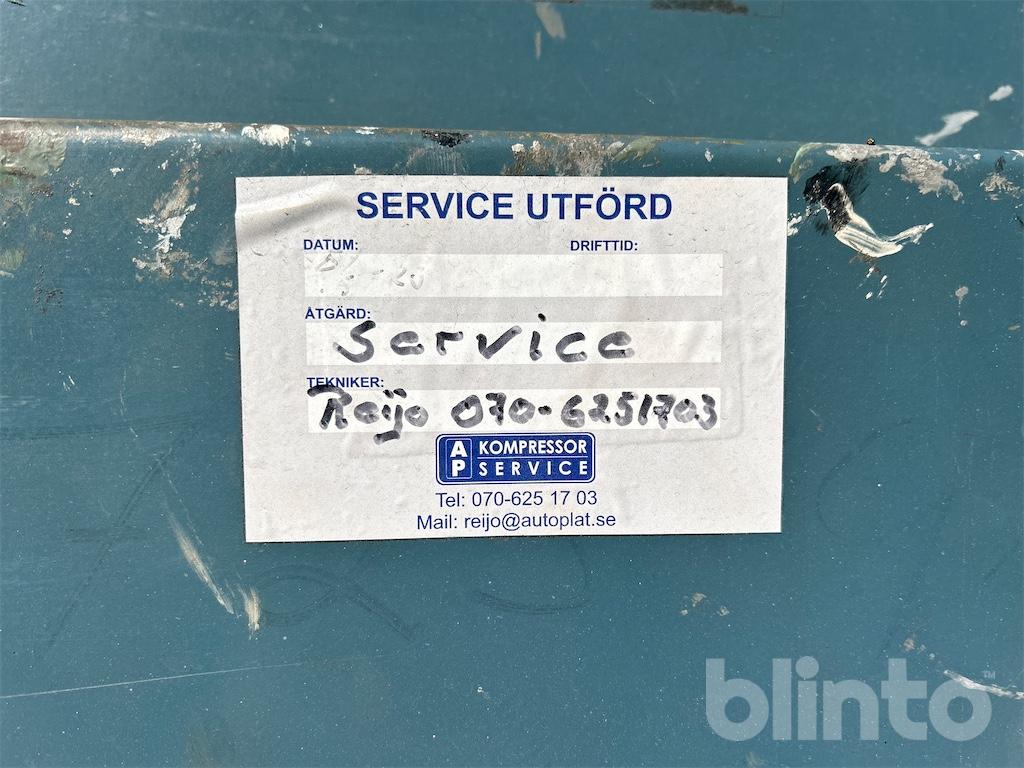 SERVICE UTFÖRD
DATUM: DRIFTTID:
ÅTGÄRD:
Service
TEKNIKER:
Reijo 070-6251703
AP KOMPRESSOR SERVICE
Tel: 070-625 17 03
Mail: reijo@autoplat.se
blinto™